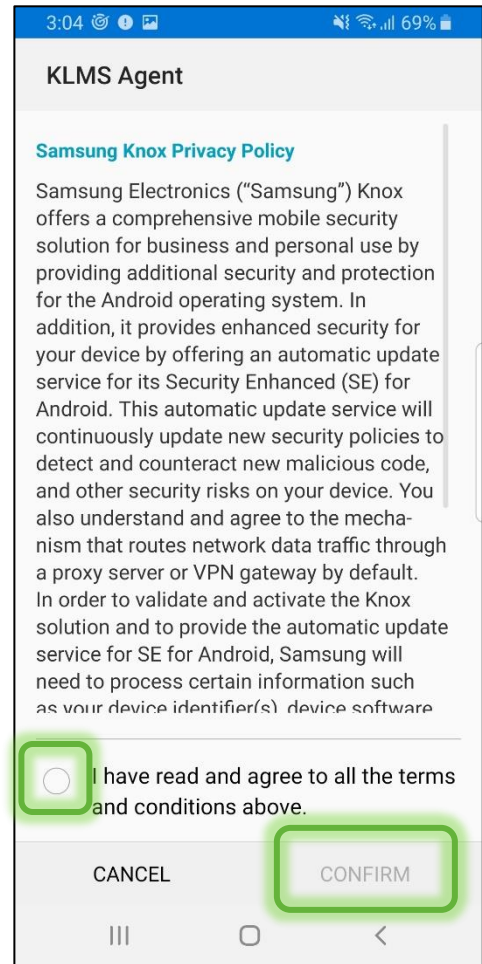 3:04 69%
KLMS Agent
Samsung Knox Privacy Policy
Samsung Electronics (“Samsung”) Knox
offers a comprehensive mobile security
solution for business and personal use by
providing additional security and protection
for the Android operating system. In
addition, it provides enhanced security for
your device by offering an automatic update
service for its Security Enhanced (SE) for
Android. This automatic update service will
continuously update new security policies to
detect and counteract new malicious code,
and other security risks on your device. You
also understand and agree to the mecha-
nism that routes network data traffic through
a proxy server or VPN gateway by default.
In order to validate and activate the Knox
solution and to provide the automatic update
service for SE for Android, Samsung will
need to process certain information such
as your device identifier(s), device software
I have read and agree to all the terms
and conditions above.
CANCEL CONFIRM